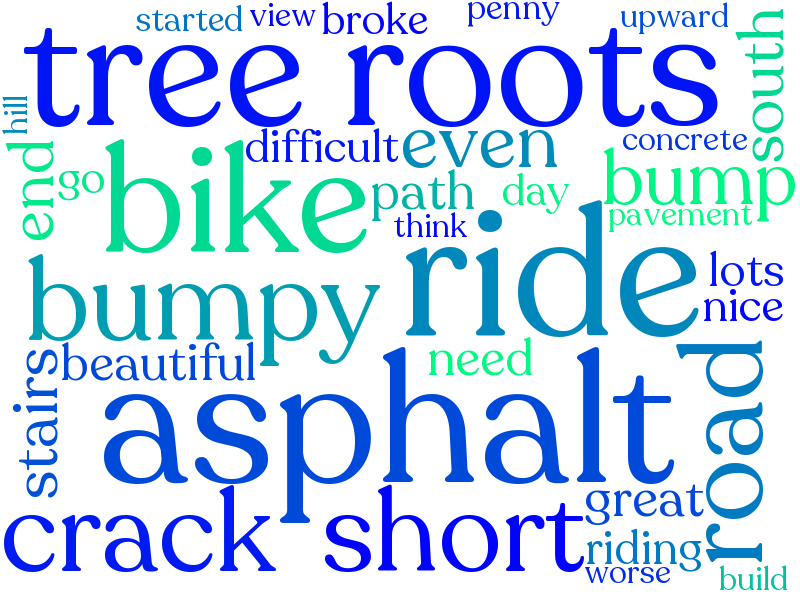 started
view
broke
penny
upward
tree roots
south
hill
difficult
even
concrete
end
go
bike
path
day
bump
think
pavement
ride
bumpy
lots
nice
beautiful
need
stairs
asphalt
road
crack
short
great
riding
worse
build